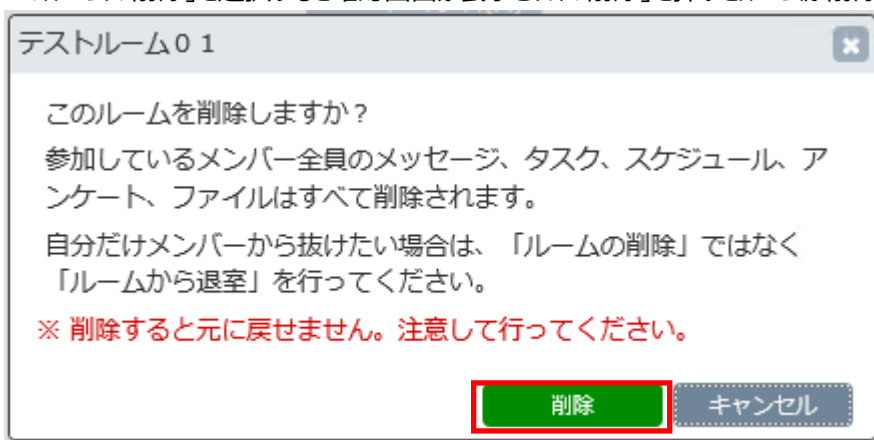 テストルーム０１
このルームを削除しますか？
参加しているメンバー全員のメッセージ、タスク、スケジュール、ア
ンケート、ファイルはすべて削除されます。
自分だけメンバーから抜けたい場合は、「ルームの削除」ではなく
「ルームから退室」を行ってください。
※ 削除すると元に戻せません。注意して行ってください。
削除 キャンセル